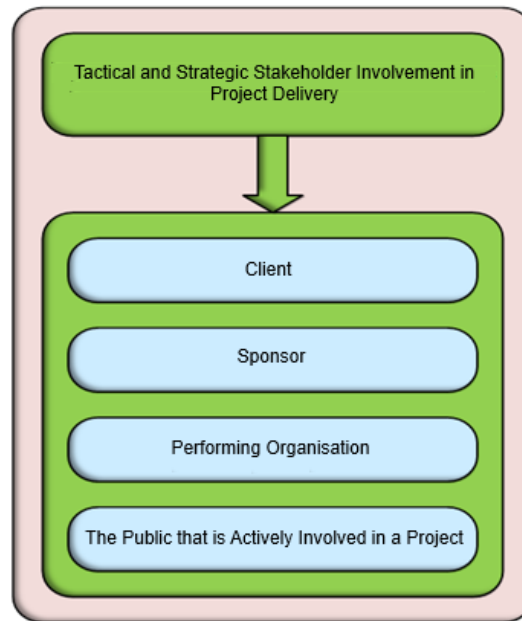 Tactical and Strategic Stakeholder Involvement in
Project Delivery
Client
Sponsor
Performing Organisation
The Public that is Actively Involved in a Project